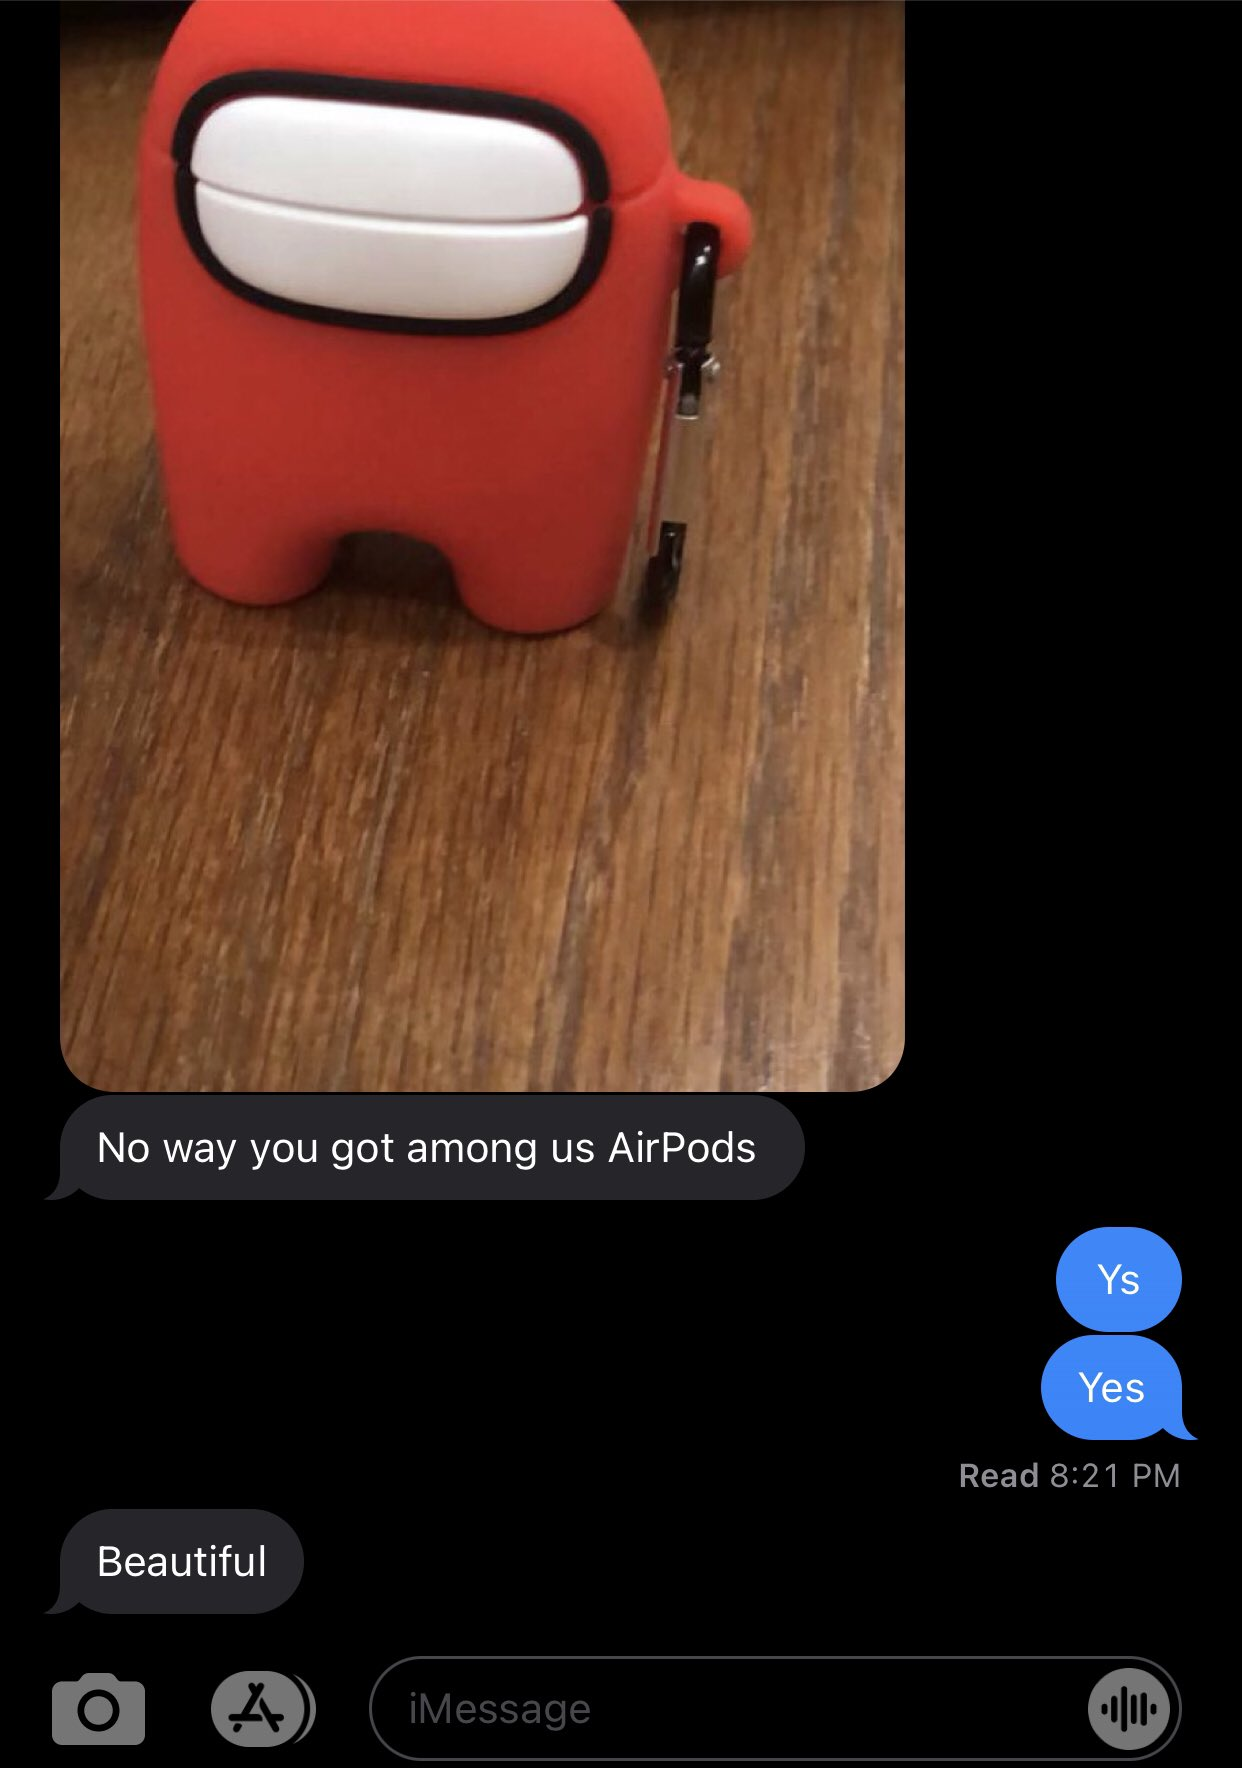 No way you got among us AirPods
Ys
Yes
Read 8:21 PM
Beautiful
iMessage